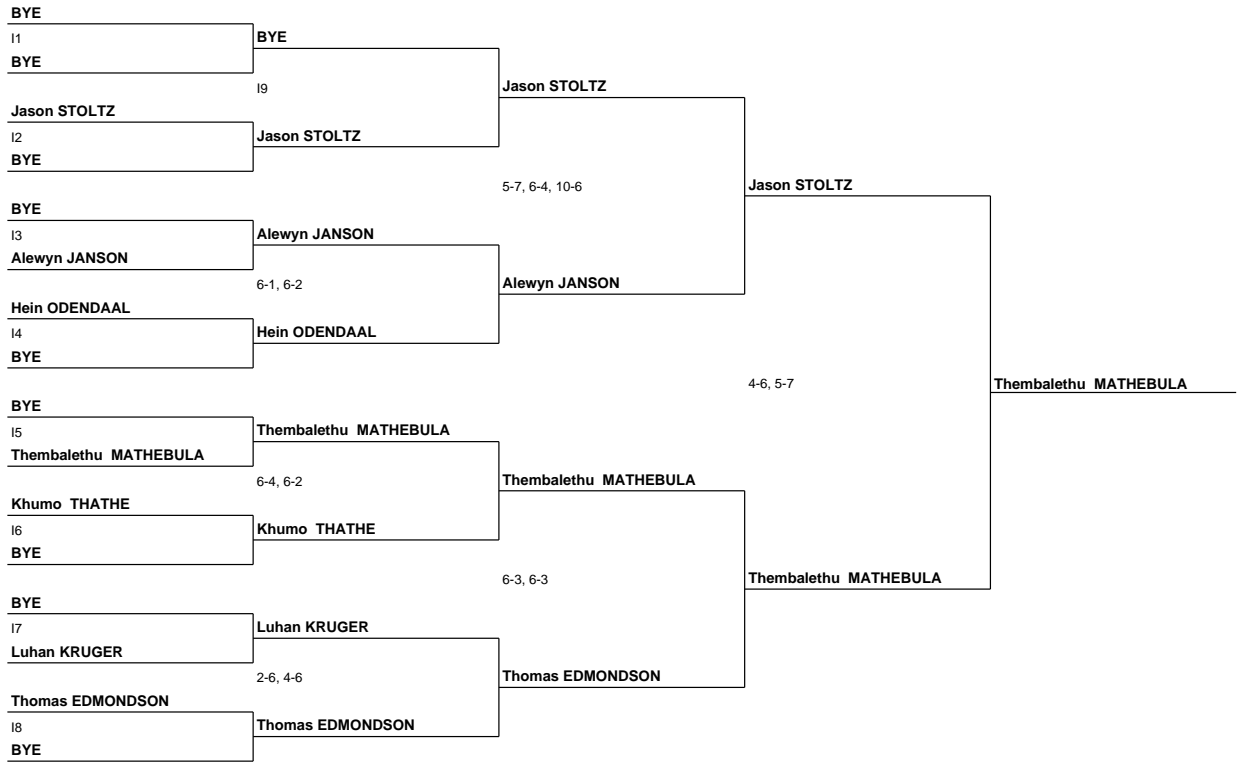 BYE
I1
BYE
BYE
I9
Jason STOLTZ
Jason STOLTZ
I2
Jason STOLTZ
BYE
5-7, 6-4, 10-6
Jason STOLTZ
BYE
I3
Alewyn JANSON
Alewyn JANSON
6-1, 6-2
Alewyn JANSON
Hein ODENDAAL
I4
Hein ODENDAAL
BYE
4-6, 5-7
Thembalethu  MATHEBULA
BYE
I5
Thembalethu  MATHEBULA
Thembalethu  MATHEBULA
6-4, 6-2
Thembalethu  MATHEBULA
Khumo  THATHE
I6
Khumo  THATHE
BYE
6-3, 6-3
Thembalethu  MATHEBULA
BYE
I7
Luhan KRUGER
Luhan KRUGER
2-6, 4-6
Thomas EDMONDSON
Thomas EDMONDSON
I8
Thomas EDMONDSON
BYE